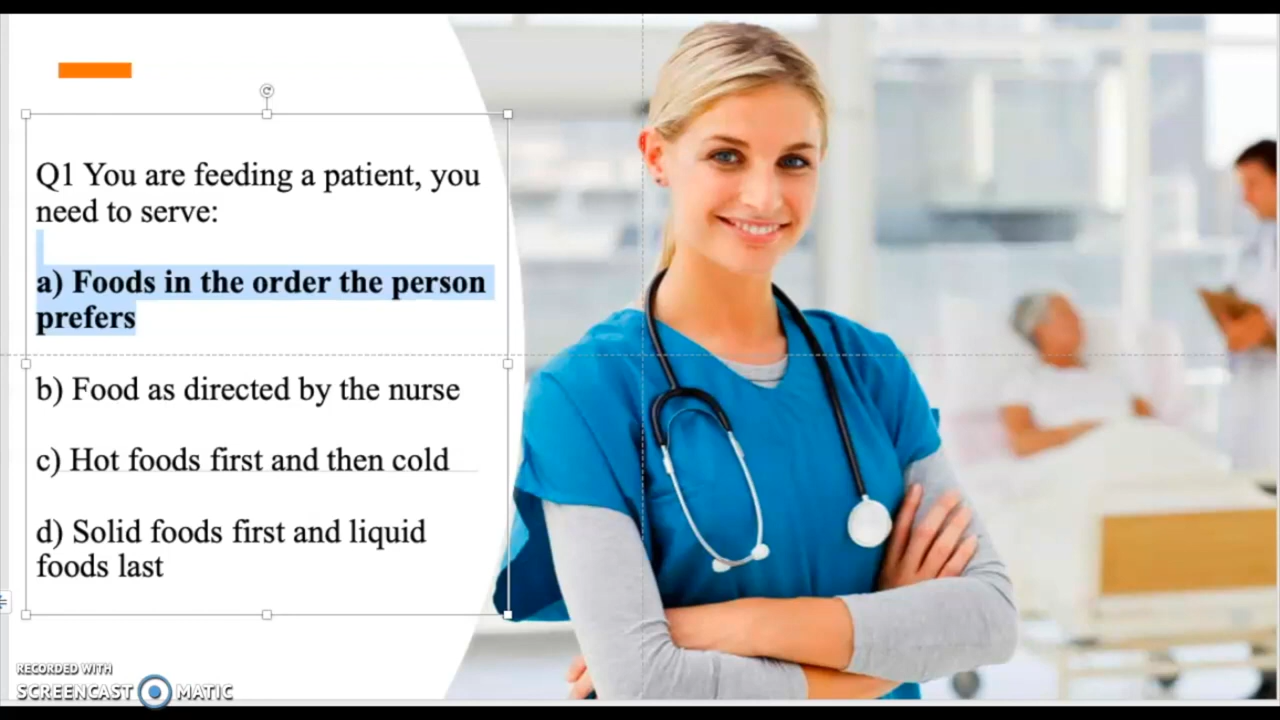 Q1 You are feeding a patient, you
need to serve:
a) Foods in the order the person
prefers
b) Food as directed by the nurse
c) Hot foods first and then cold
d) Solid foods first and liquid
foods last
RECORDED WITH
SCREENCAST MATIC